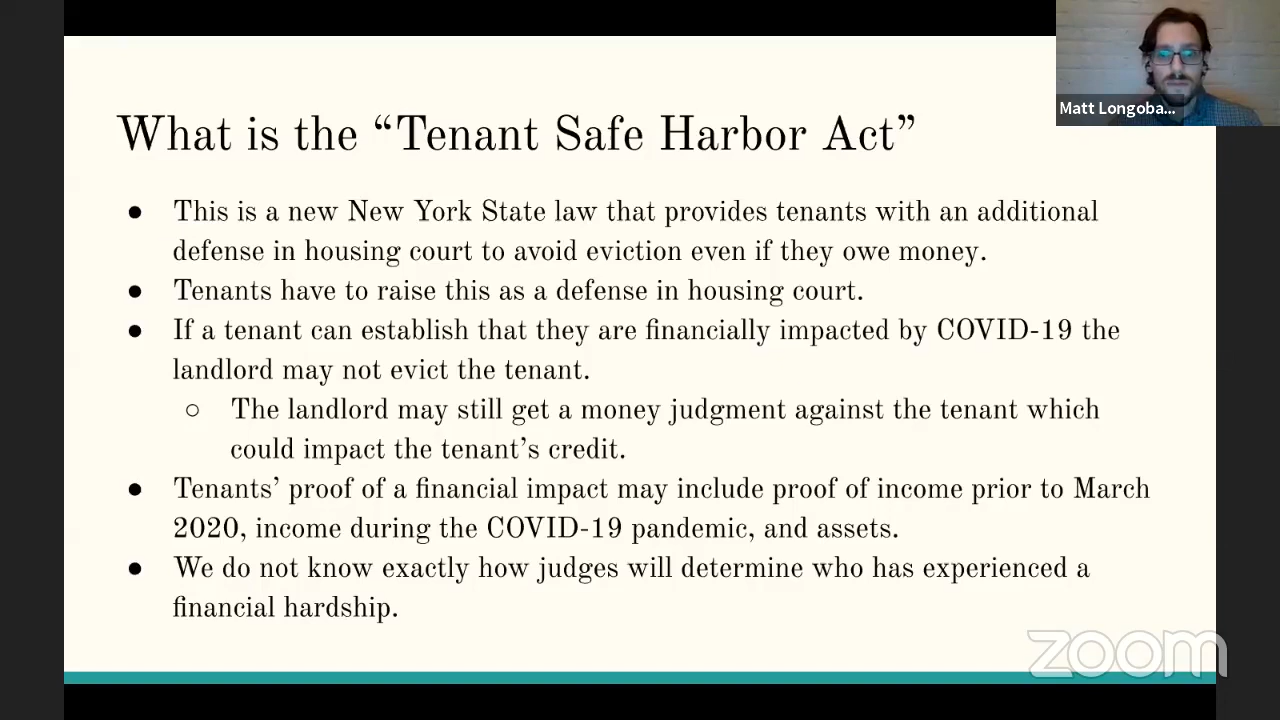 Matt Longoba...
What is the “Tenant Safe Harbor Act”
● This is a new New York State law that provides tenants with an additional
defense in housing court to avoid eviction even if they owe money.
● Tenants have to raise this as a defense in housing court.
● If a tenant can establish that they are financially impacted by COVID-19 the
landlord may not evict the tenant.
○ The landlord may still get a money judgment against the tenant which
could impact the tenant’s credit.
● Tenants’ proof of a financial impact may include proof of income prior to March
2020, income during the COVID-19 pandemic, and assets.
● We do not know exactly how judges will determine who has experienced a
financial hardship.
zoom